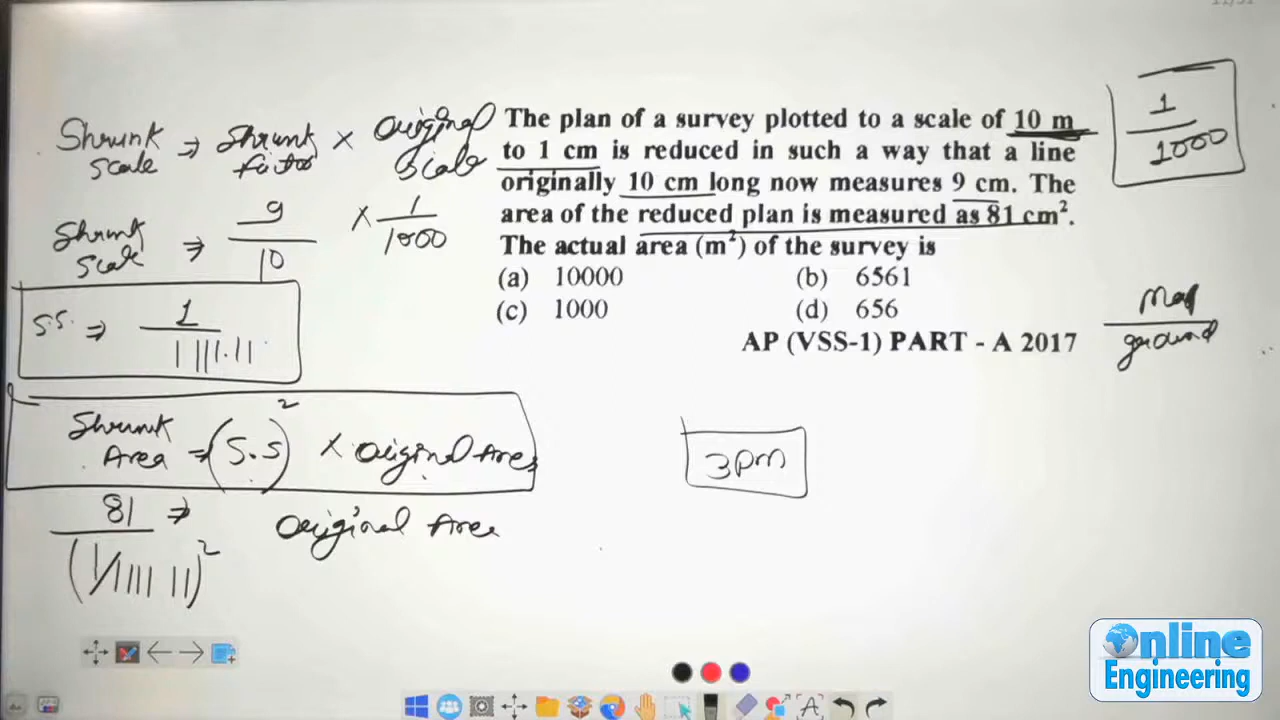 Shrunk Scale ⇒ Shrunk factor × Original Scale
Shrunk Scale ⇒ 9/10 × 1/1000
S.S. ⇒ 1/1111.11
Shrunk Area ⇒ (S.S)² × Original Area
81/(1/1111.11)² ⇒ Original Area
The plan of a survey plotted to a scale of 10 m
to 1 cm is reduced in such a way that a line
originally 10 cm long now measures 9 cm. The
area of the reduced plan is measured as 81 cm².
The actual area (m²) of the survey is
(a) 10000 (b) 6561
(c) 1000 (d) 656
AP (VSS-1) PART - A 2017
1/1000
Map/ground
3pm
Online
Engineering